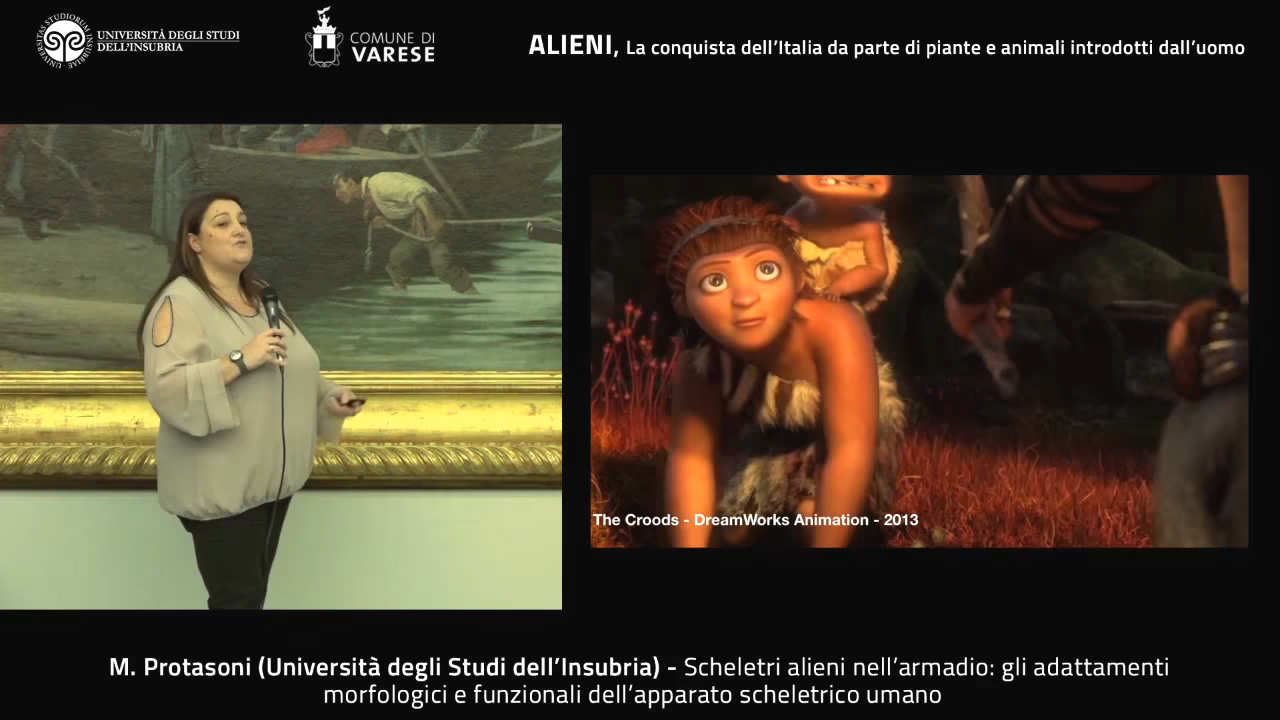 UNIVERSITÀ DEGLI STUDI
DELL'INSUBRIA
COMUNE DI
VARESE
ALIENI, La conquista dell'Italia da parte di piante e animali introdotti dall'uomo
The Croods - DreamWorks Animation - 2013
M. Protasoni (Università degli Studi dell'Insubria) - Scheletri alieni nell'armadio: gli adattamenti
morfologici e funzionali dell'apparato scheletrico umano